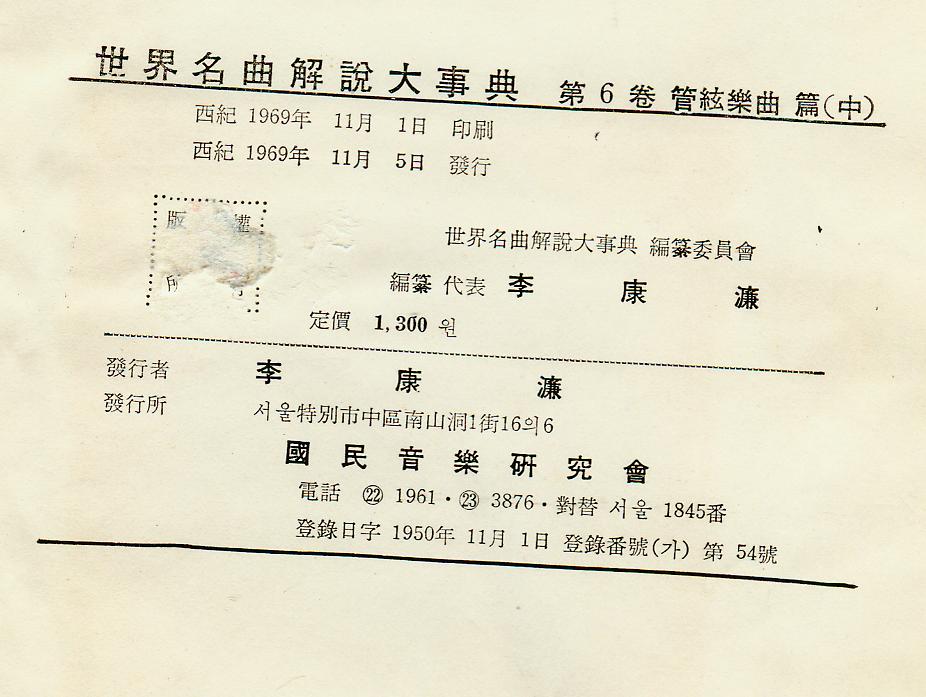 世界名曲解說大事典 第6卷 管絃樂曲 篇(中)
西紀 1969年 11月 1日 印刷
西紀 1969年 11月 5日 發行
版 權
所
世界名曲解說大事典 編纂委員會
編纂 代表 李 康 濂
定價 1,300 원
發行者 李 康 濂
發行所 서울特別市中區南山洞1街16의6
國民音樂硏究會
電話 ㉒ 1961·㉓ 3876·對替 서울 1845番
登錄日字 1950年 11月 1日 登錄番號(가) 第 54號